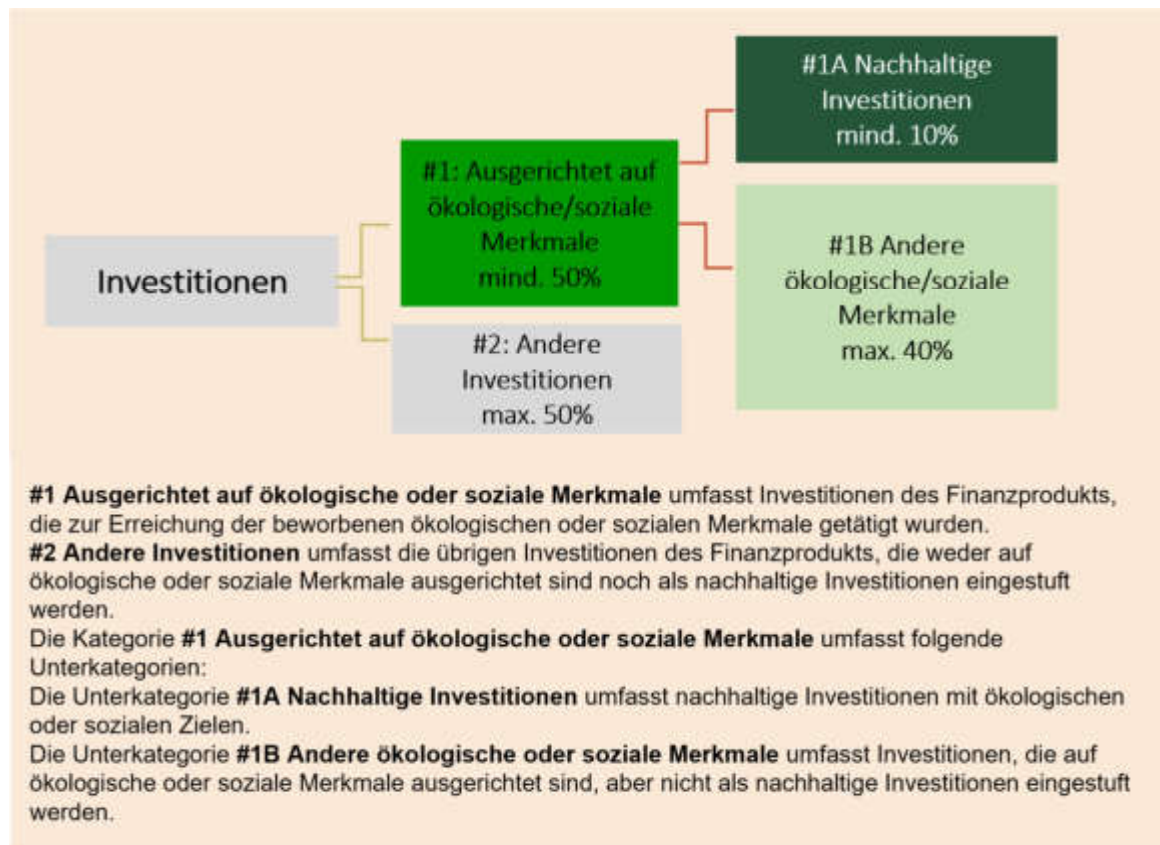 #1A Nachhaltige
Investitionen
mind. 10%
#1: Ausgerichtet auf
ökologische/soziale
Merkmale
mind. 50%
#1B Andere
ökologische/soziale
Merkmale
max. 40%
Investitionen
#2: Andere
Investitionen
max. 50%
#1 Ausgerichtet auf ökologische oder soziale Merkmale umfasst Investitionen des Finanzprodukts,
die zur Erreichung der beworbenen ökologischen oder sozialen Merkmale getätigt wurden.
#2 Andere Investitionen umfasst die übrigen Investitionen des Finanzprodukts, die weder auf
ökologische oder soziale Merkmale ausgerichtet sind noch als nachhaltige Investitionen eingestuft
werden.
Die Kategorie #1 Ausgerichtet auf ökologische oder soziale Merkmale umfasst folgende
Unterkategorien:
Die Unterkategorie #1A Nachhaltige Investitionen umfasst nachhaltige Investitionen mit ökologischen
oder sozialen Zielen.
Die Unterkategorie #1B Andere ökologische oder soziale Merkmale umfasst Investitionen, die auf
ökologische oder soziale Merkmale ausgerichtet sind, aber nicht als nachhaltige Investitionen eingestuft
werden.